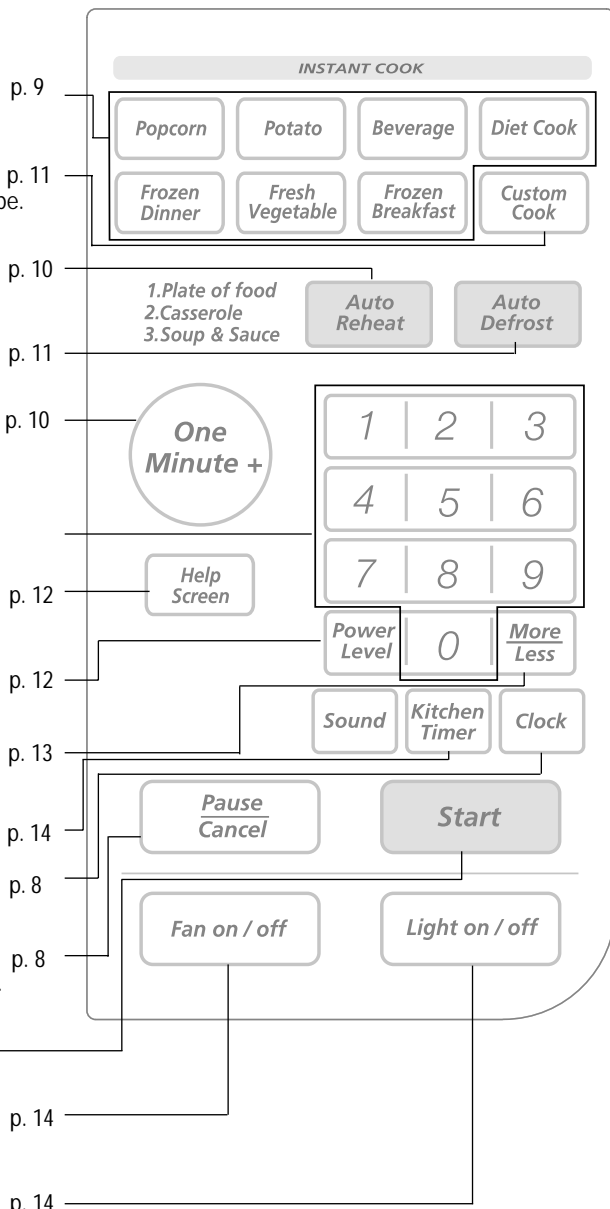 INSTANT COOK
p. 9
Popcorn Potato Beverage Diet Cook
p. 11
pe.
Frozen Dinner Fresh Vegetable Frozen Breakfast Custom Cook
p. 10
1.Plate of food
2.Casserole
3.Soup & Sauce
Auto Reheat Auto Defrost
p. 11
p. 10
One Minute +
1 2 3
4 5 6
7 8 9
Help Screen
p. 12
Power Level 0 More Less
p. 12
Sound Kitchen Timer Clock
p. 13
Pause Cancel Start
p. 14
p. 8
Fan on / off Light on / off
p. 8
p. 14
p. 14